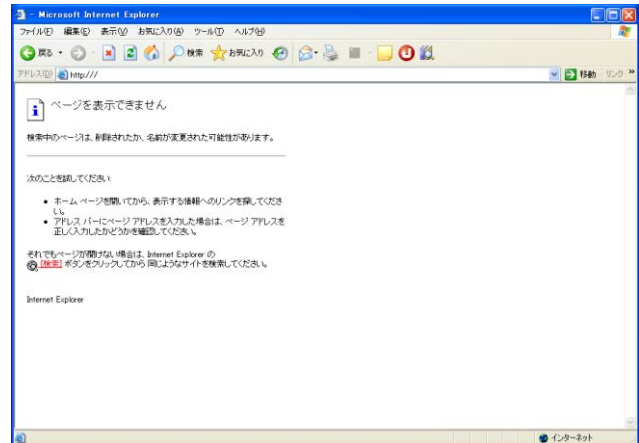 - Microsoft Internet Explorer
ファイル(F) 編集(E) 表示(V) お気に入り(A) ツール(T) ヘルプ(H)
戻る 検索 お気に入り
アドレス(D) http:/// 移動 リンク »
ページを表示できません
検索中のページは、削除されたか、名前が変更された可能性があります。
次のことを試してください:
• ホーム ページを開いてから、表示する情報へのリンクを探してくださ
い。
• アドレス バーにページ アドレスを入力した場合は、ページ アドレスを
正しく入力したかどうかを確認してください。
それでもページが開けない場合は、Internet Explorer の
[検索] ボタンをクリックしてから 同じようなサイトを検索してください。
Internet Explorer
インターネット